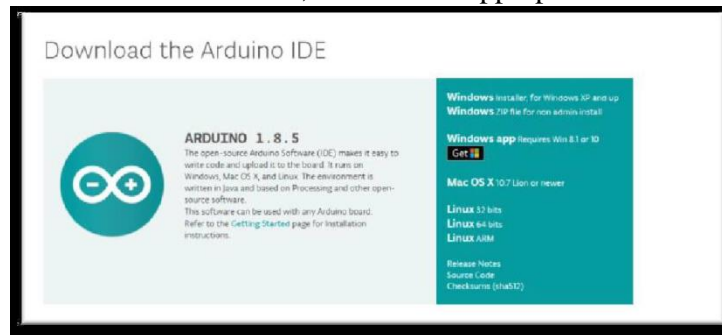 Download the Arduino IDE
ARDUINO 1.8.5
The open-source Arduino Software (IDE) makes it easy to
write code and upload it to the board. It runs on
Windows, Mac OS X, and Linux. The environment is
written in Java and based on Processing and other open-
source software.
This software can be used with any Arduino board.
Refer to the Getting Started page for Installation
instructions.
Windows Installer, for Windows XP and up
Windows ZIP file for non admin install
Windows app Requires Win 8.1 or 10
Get
Mac OS X 10.7 Lion or newer
Linux 32 bits
Linux 64 bits
Linux ARM
Release Notes
Source Code
Checksums (sha512)